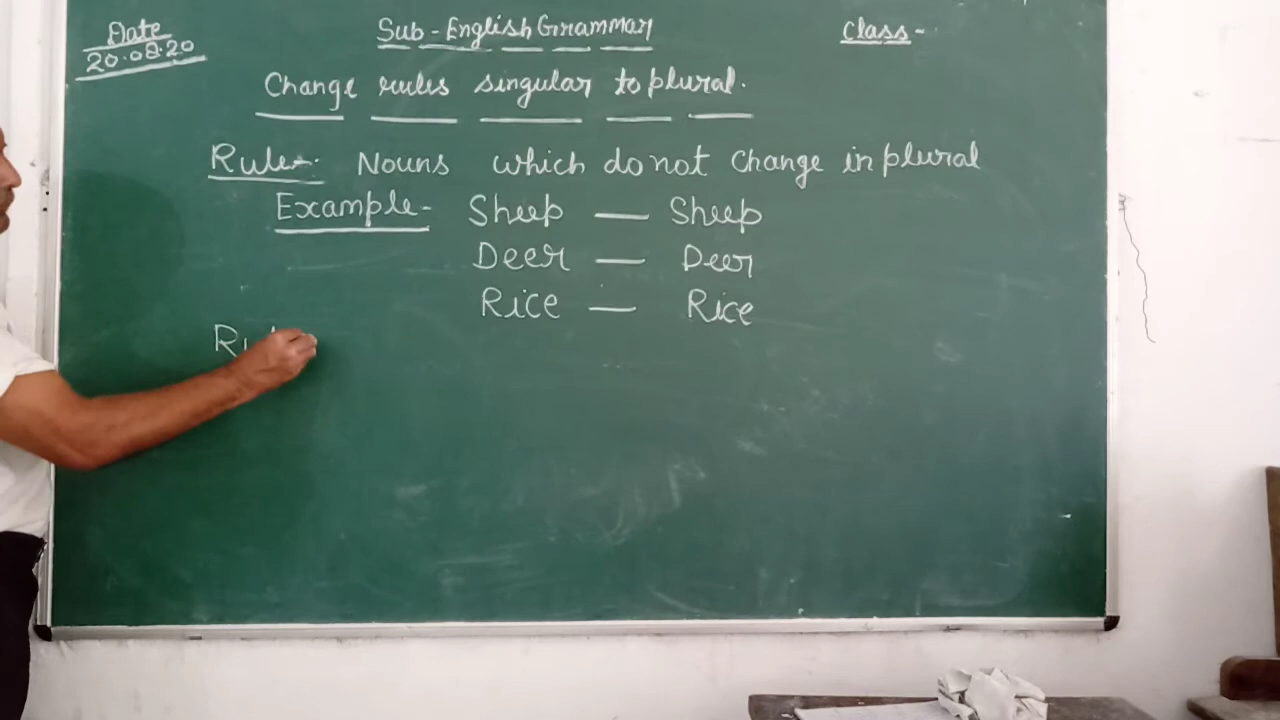 Date
20.08.20
Sub - English Grammar
Class -
Change rules singular to plural.
Rule-: Nouns which do not change in plural
Example- Sheep — Sheep
Deer — Deer
Rice — Rice